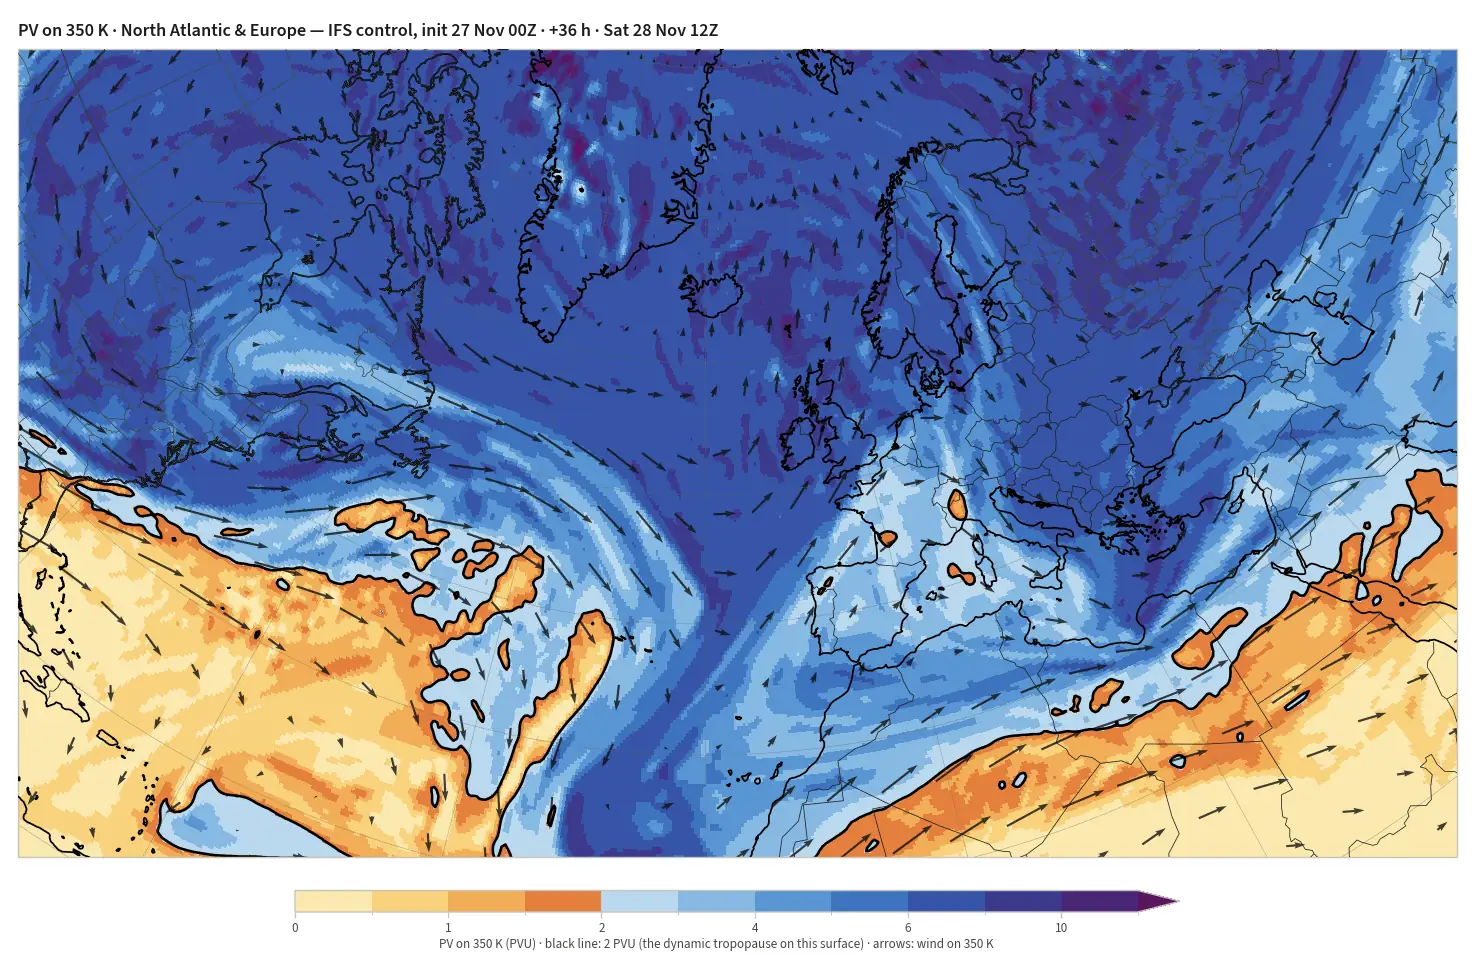 PV on 350 K · North Atlantic & Europe — IFS control, init 27 Nov 00Z · +36 h · Sat 28 Nov 12Z
0 1 2 4 6 10
PV on 350 K (PVU) · black line: 2 PVU (the dynamic tropopause on this surface) · arrows: wind on 350 K